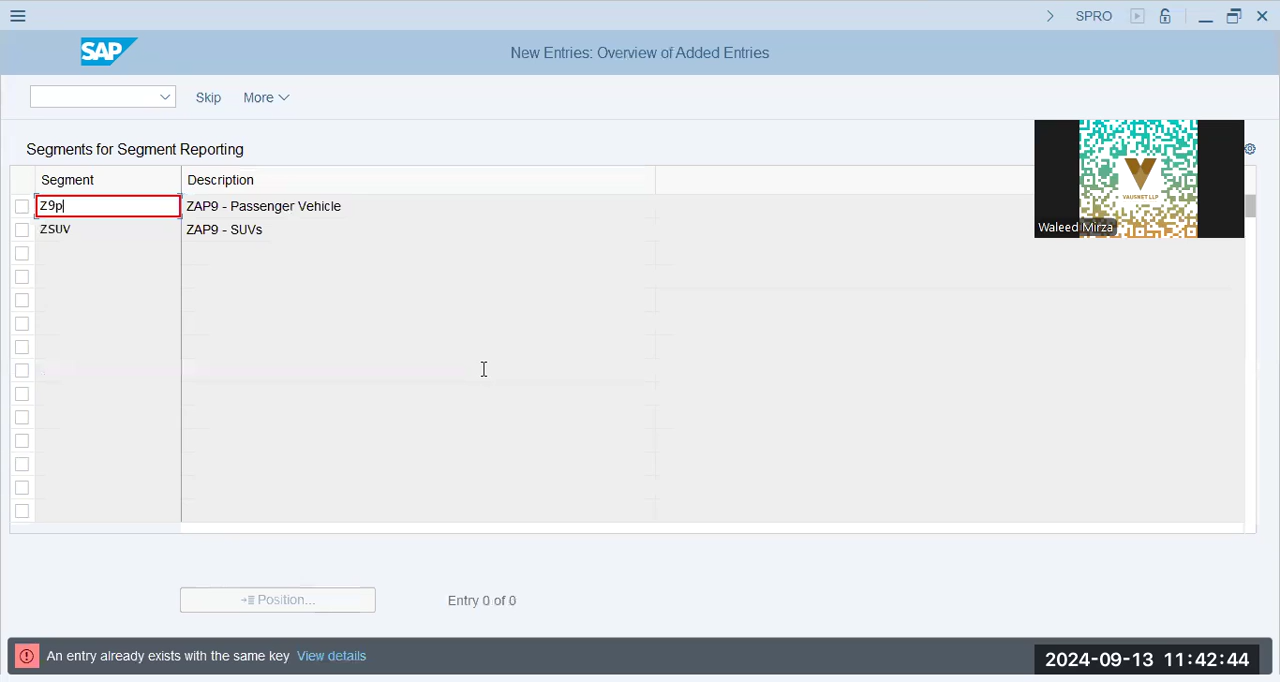 SPRO
SAP
New Entries: Overview of Added Entries
Skip More
Segments for Segment Reporting
Segment Description
Z9p ZAP9 - Passenger Vehicle
ZSUV ZAP9 - SUVs
VAUSNET LLP
Waleed Mirza
Position... Entry 0 of 0
An entry already exists with the same key View details
2024-09-13 11:42:44